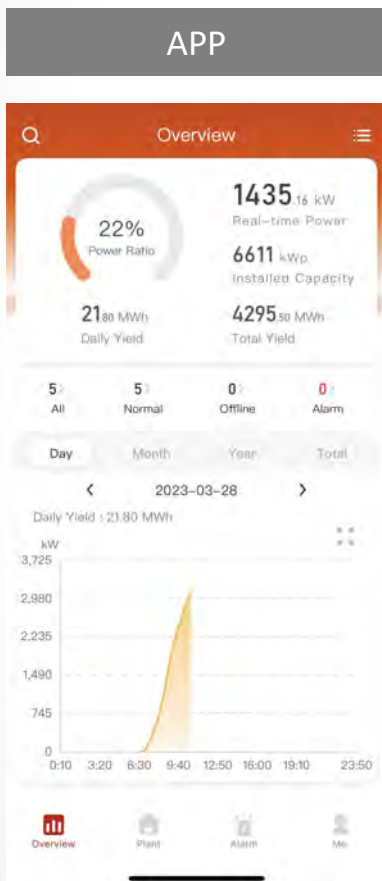 APP
Overview
1435.16 kW
Real-time Power
22%
Power Ratio
6611 kWp
Installed Capacity
21.80 MWh
Daily Yield
4295.50 MWh
Total Yield
5 5 0 0
All Normal Offline Alarm
Day Month Year Total
< 2023-03-28 >
Daily Yield : 21.80 MWh
kW
3,725
2,980
2,235
1,490
745
0
0:10 3:20 6:30 9:40 12:50 16:00 19:10 23:50
Overview Plant Alarm Me